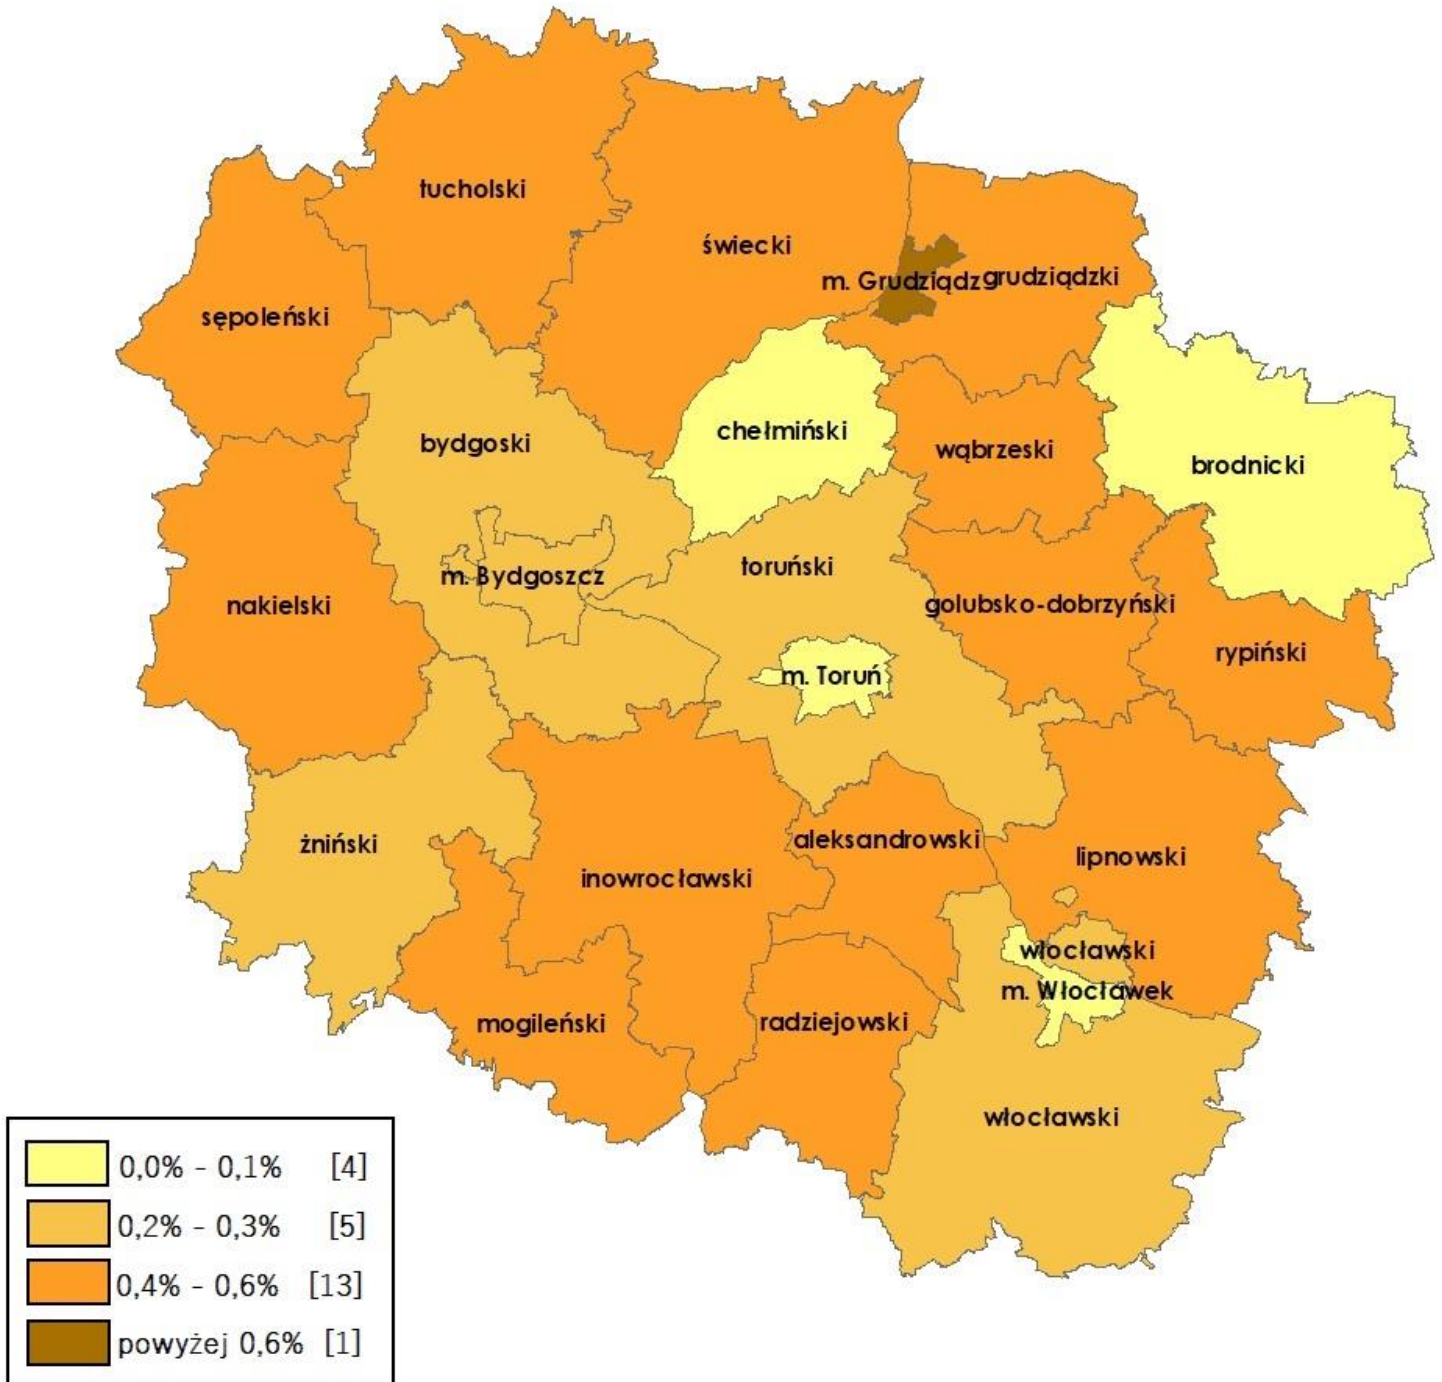 tucholski
świecki
m. Grudziądz
grudziądzki
sępoleński
chełmiński
bydgoski
wąbrzeski
brodnicki
toruński
m. Bydgoszcz
nakielski
golubsko-dobrzyński
rypiński
m. Toruń
żniński
aleksandrowski
lipnowski
inowrocławski
włocławski
m. Włocławek
mogileński
radziejowski
włocławski
0,0% - 0,1% [4]
0,2% - 0,3% [5]
0,4% - 0,6% [13]
powyżej 0,6% [1]